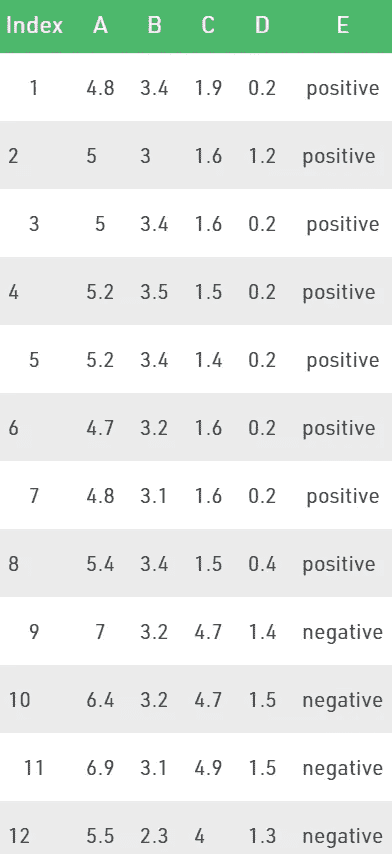 Index A B C D E
1 4.8 3.4 1.9 0.2 positive
2 5 3 1.6 1.2 positive
3 5 3.4 1.6 0.2 positive
4 5.2 3.5 1.5 0.2 positive
5 5.2 3.4 1.4 0.2 positive
6 4.7 3.2 1.6 0.2 positive
7 4.8 3.1 1.6 0.2 positive
8 5.4 3.4 1.5 0.4 positive
9 7 3.2 4.7 1.4 negative
10 6.4 3.2 4.7 1.5 negative
11 6.9 3.1 4.9 1.5 negative
12 5.5 2.3 4 1.3 negative